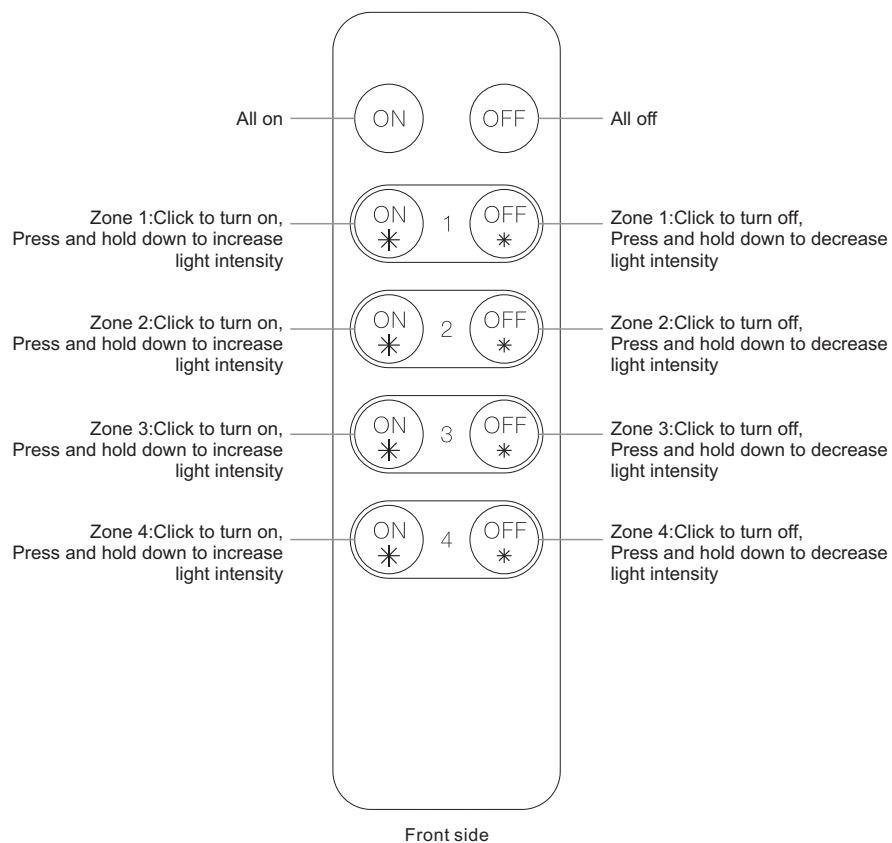 All on
ON
OFF
All off
Zone 1:Click to turn on,
Press and hold down to increase
light intensity
ON
1
OFF
Zone 1:Click to turn off,
Press and hold down to decrease
light intensity
Zone 2:Click to turn on,
Press and hold down to increase
light intensity
ON
2
OFF
Zone 2:Click to turn off,
Press and hold down to decrease
light intensity
Zone 3:Click to turn on,
Press and hold down to increase
light intensity
ON
3
OFF
Zone 3:Click to turn off,
Press and hold down to decrease
light intensity
Zone 4:Click to turn on,
Press and hold down to increase
light intensity
ON
4
OFF
Zone 4:Click to turn off,
Press and hold down to decrease
light intensity
Front side